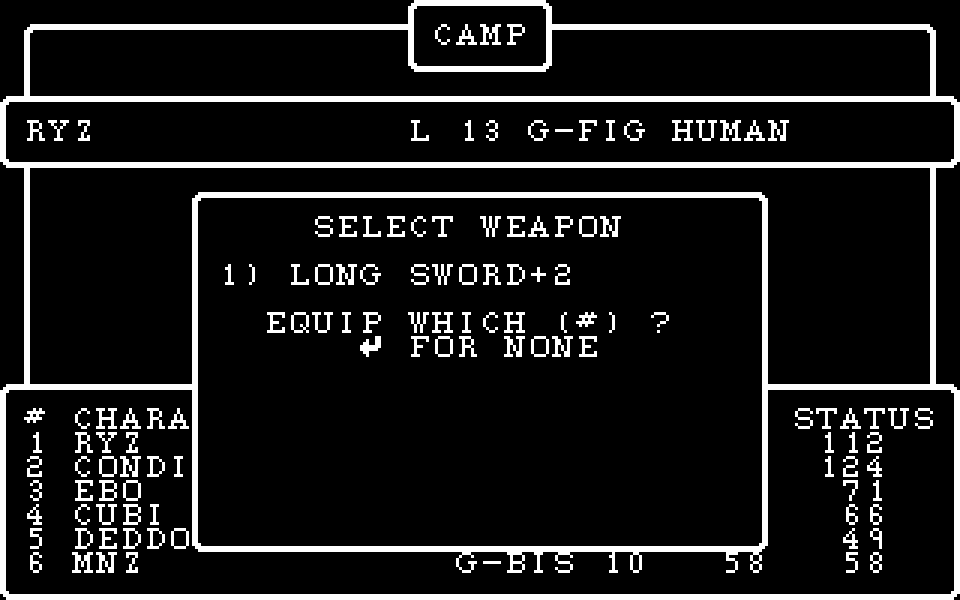 CAMP
RYZ L 13 G-FIG HUMAN
SELECT WEAPON
1) LONG SWORD+2
EQUIP WHICH (#) ?
↵ FOR NONE
# CHARA STATUS
1 RYZ 112
2 CONDI 124
3 EBO 71
4 CUBI 66
5 DEDDO 49
6 MNZ G-BIS 10 58 58